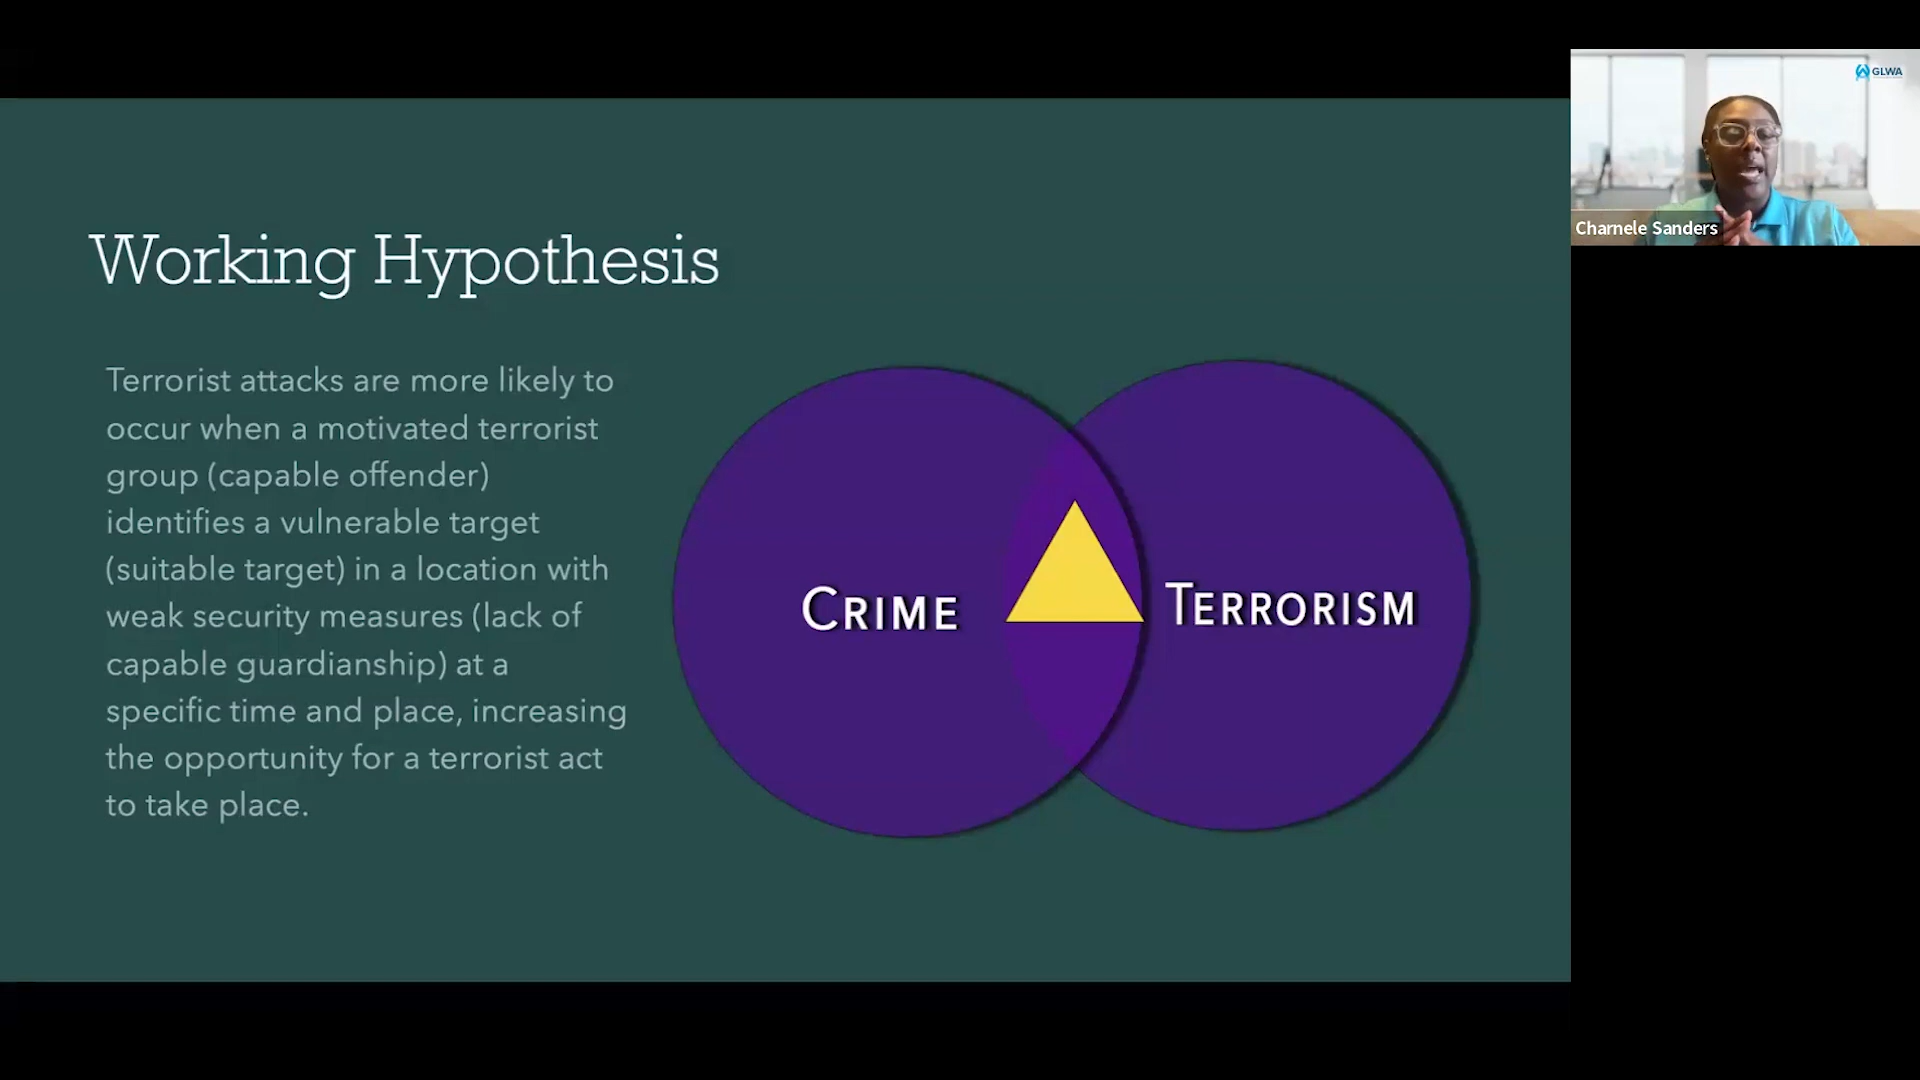 GLWA
Charnele Sanders
Working Hypothesis
Terrorist attacks are more likely to
occur when a motivated terrorist
group (capable offender)
identifies a vulnerable target
(suitable target) in a location with
weak security measures (lack of
capable guardianship) at a
specific time and place, increasing
the opportunity for a terrorist act
to take place.
CRIME
TERRORISM